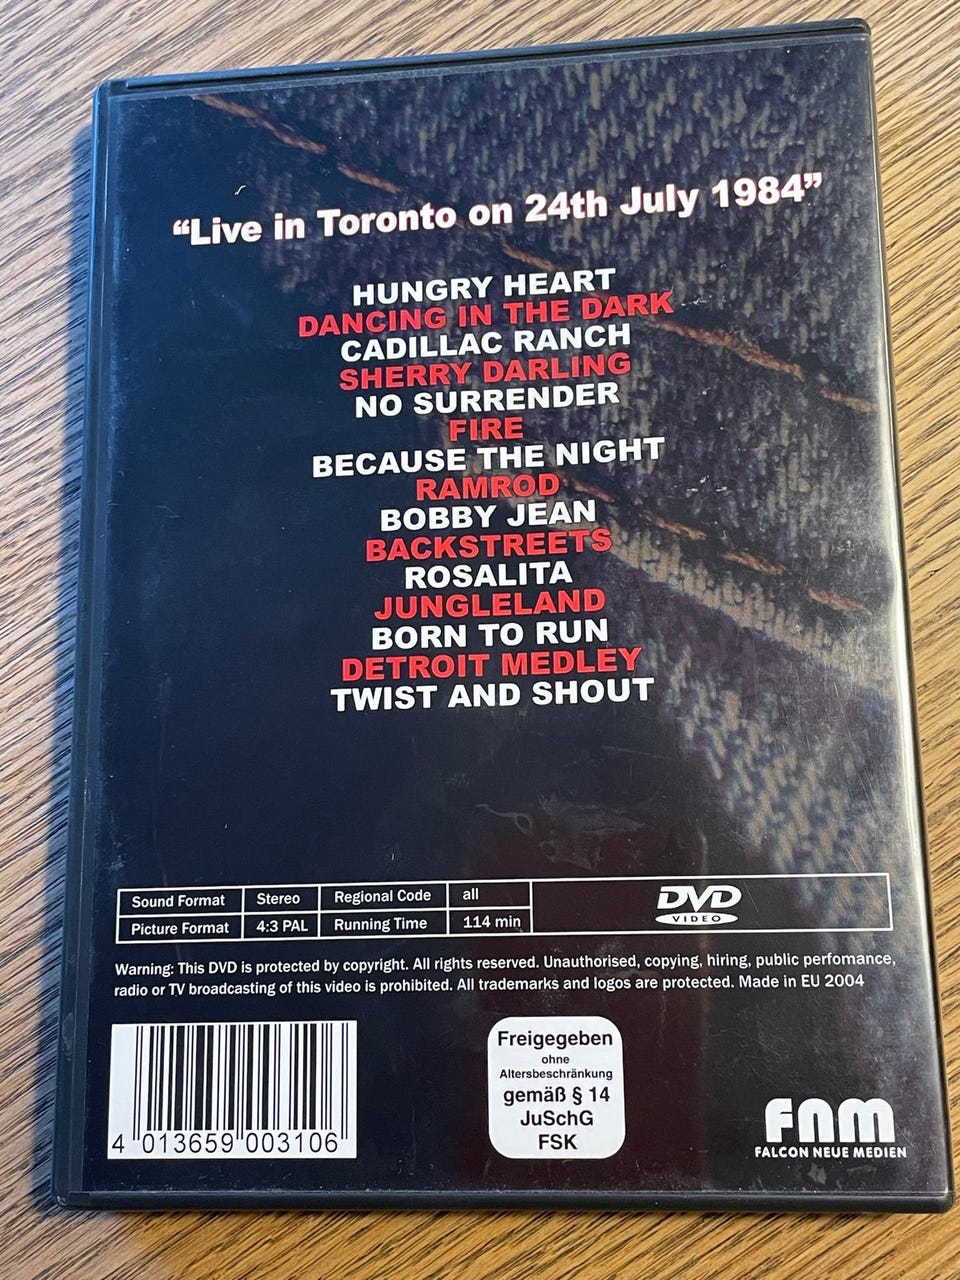 “Live in Toronto on 24th July 1984”
HUNGRY HEART
DANCING IN THE DARK
CADILLAC RANCH
SHERRY DARLING
NO SURRENDER
FIRE
BECAUSE THE NIGHT
RAMROD
BOBBY JEAN
BACKSTREETS
ROSALITA
JUNGLELAND
BORN TO RUN
DETROIT MEDLEY
TWIST AND SHOUT
Sound Format Stereo Regional Code all
Picture Format 4:3 PAL Running Time 114 min
DVD
VIDEO
Warning: This DVD is protected by copyright. All rights reserved. Unauthorised, copying, hiring, public perfomance,
radio or TV broadcasting of this video is prohibited. All trademarks and logos are protected. Made in EU 2004
4 013659 003106
Freigegeben
ohne
Altersbeschränkung
gemäß § 14
JuSchG
FSK
fnm
FALCON NEUE MEDIEN